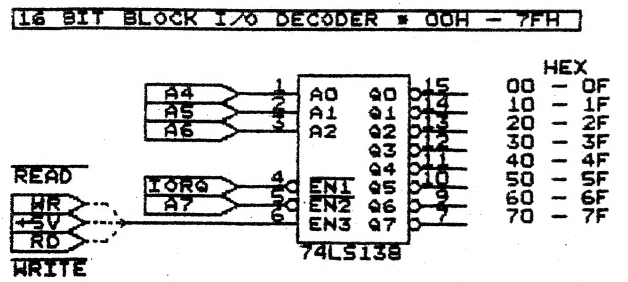 16 BIT BLOCK I/O DECODER * 00H - 7FH
HEX
A4 1 A0 Q0 15 00 - 0F
A5 2 A1 Q1 14 10 - 1F
A6 3 A2 Q2 13 20 - 2F
Q3 12 30 - 3F
READ Q4 11 40 - 4F
IORQ 4 EN1 Q5 10 50 - 5F
WR A7 5 EN2 Q6 9 60 - 6F
+5V 6 EN3 Q7 7 70 - 7F
RD
74LS138
WRITE